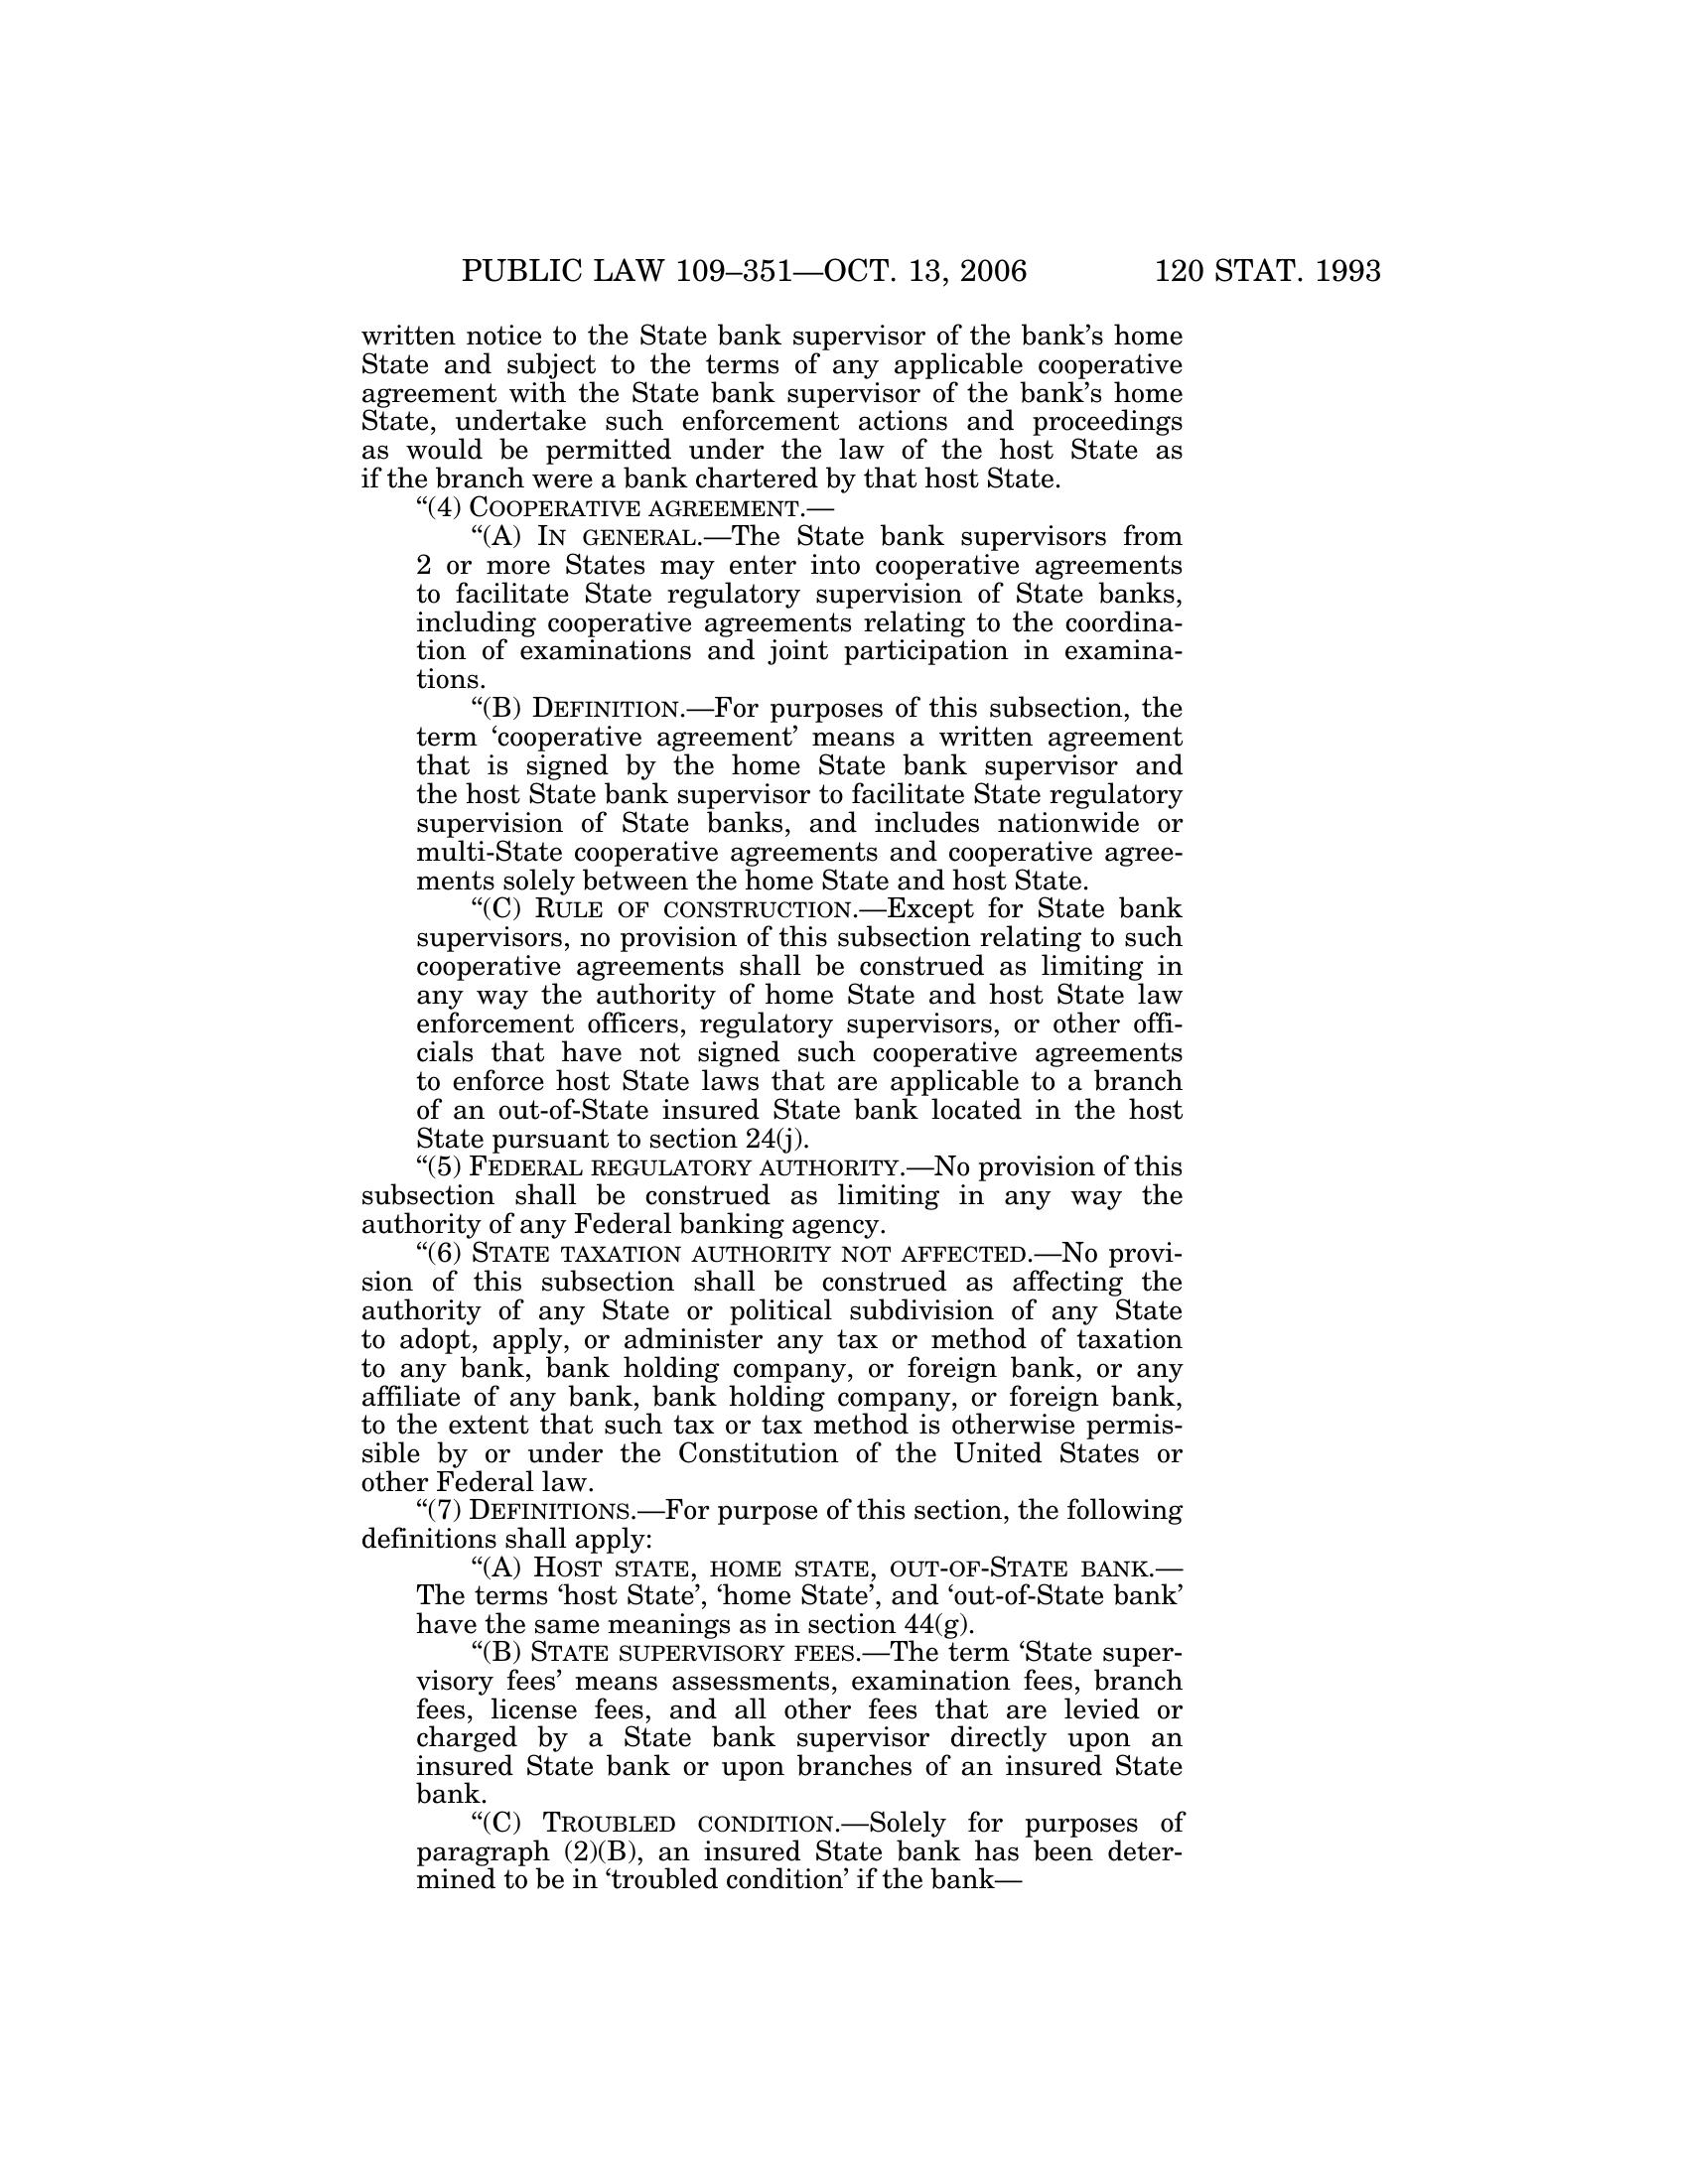 PUBLIC LAW 109–351—OCT. 13, 2006 120 STAT. 1993
written notice to the State bank supervisor of the bank’s home
State and subject to the terms of any applicable cooperative
agreement with the State bank supervisor of the bank’s home
State, undertake such enforcement actions and proceedings
as would be permitted under the law of the host State as
if the branch were a bank chartered by that host State.
“(4) COOPERATIVE AGREEMENT.—
“(A) IN GENERAL.—The State bank supervisors from
2 or more States may enter into cooperative agreements
to facilitate State regulatory supervision of State banks,
including cooperative agreements relating to the coordina-
tion of examinations and joint participation in examina-
tions.
“(B) DEFINITION.—For purposes of this subsection, the
term ‘cooperative agreement’ means a written agreement
that is signed by the home State bank supervisor and
the host State bank supervisor to facilitate State regulatory
supervision of State banks, and includes nationwide or
multi-State cooperative agreements and cooperative agree-
ments solely between the home State and host State.
“(C) RULE OF CONSTRUCTION.—Except for State bank
supervisors, no provision of this subsection relating to such
cooperative agreements shall be construed as limiting in
any way the authority of home State and host State law
enforcement officers, regulatory supervisors, or other offi-
cials that have not signed such cooperative agreements
to enforce host State laws that are applicable to a branch
of an out-of-State insured State bank located in the host
State pursuant to section 24(j).
“(5) FEDERAL REGULATORY AUTHORITY.—No provision of this
subsection shall be construed as limiting in any way the
authority of any Federal banking agency.
“(6) STATE TAXATION AUTHORITY NOT AFFECTED.—No provi-
sion of this subsection shall be construed as affecting the
authority of any State or political subdivision of any State
to adopt, apply, or administer any tax or method of taxation
to any bank, bank holding company, or foreign bank, or any
affiliate of any bank, bank holding company, or foreign bank,
to the extent that such tax or tax method is otherwise permis-
sible by or under the Constitution of the United States or
other Federal law.
“(7) DEFINITIONS.—For purpose of this section, the following
definitions shall apply:
“(A) HOST STATE, HOME STATE, OUT-OF-STATE BANK.—
The terms ‘host State’, ‘home State’, and ‘out-of-State bank’
have the same meanings as in section 44(g).
“(B) STATE SUPERVISORY FEES.—The term ‘State super-
visory fees’ means assessments, examination fees, branch
fees, license fees, and all other fees that are levied or
charged by a State bank supervisor directly upon an
insured State bank or upon branches of an insured State
bank.
“(C) TROUBLED CONDITION.—Solely for purposes of
paragraph (2)(B), an insured State bank has been deter-
mined to be in ‘troubled condition’ if the bank—